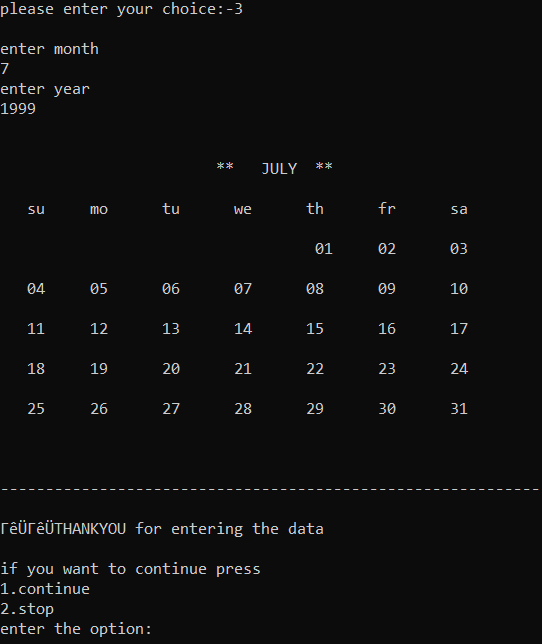 please enter your choice:-3
enter month
7
enter year
1999
** JULY **
su mo tu we th fr sa
01 02 03
04 05 06 07 08 09 10
11 12 13 14 15 16 17
18 19 20 21 22 23 24
25 26 27 28 29 30 31
------------------------------------------------------------
ΓêÜΓêÜTHANKYOU for entering the data
if you want to continue press
1.continue
2.stop
enter the option: